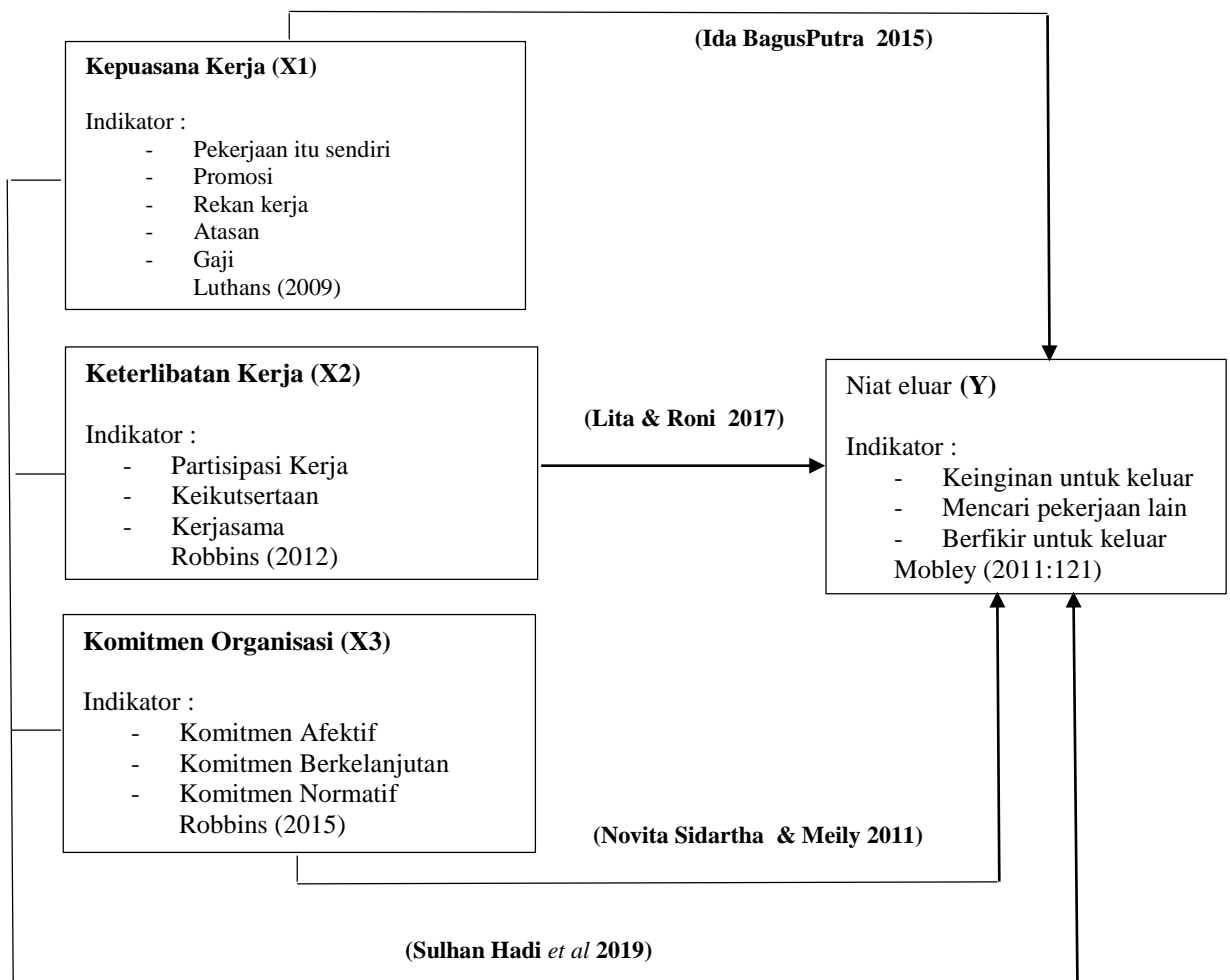 (Ida BagusPutra 2015)
Kepuasana Kerja (X1)
Indikator :
- Pekerjaan itu sendiri
- Promosi
- Rekan kerja
- Atasan
- Gaji
Luthans (2009)
Keterlibatan Kerja (X2)
Indikator :
- Partisipasi Kerja
- Keikutsertaan
- Kerjasama
Robbins (2012)
(Lita & Roni 2017)
Niat eluar (Y)
Indikator :
- Keinginan untuk keluar
- Mencari pekerjaan lain
- Berfikir untuk keluar
Mobley (2011:121)
Komitmen Organisasi (X3)
Indikator :
- Komitmen Afektif
- Komitmen Berkelanjutan
- Komitmen Normatif
Robbins (2015)
(Novita Sidartha & Meily 2011)
(Sulhan Hadi et al 2019)